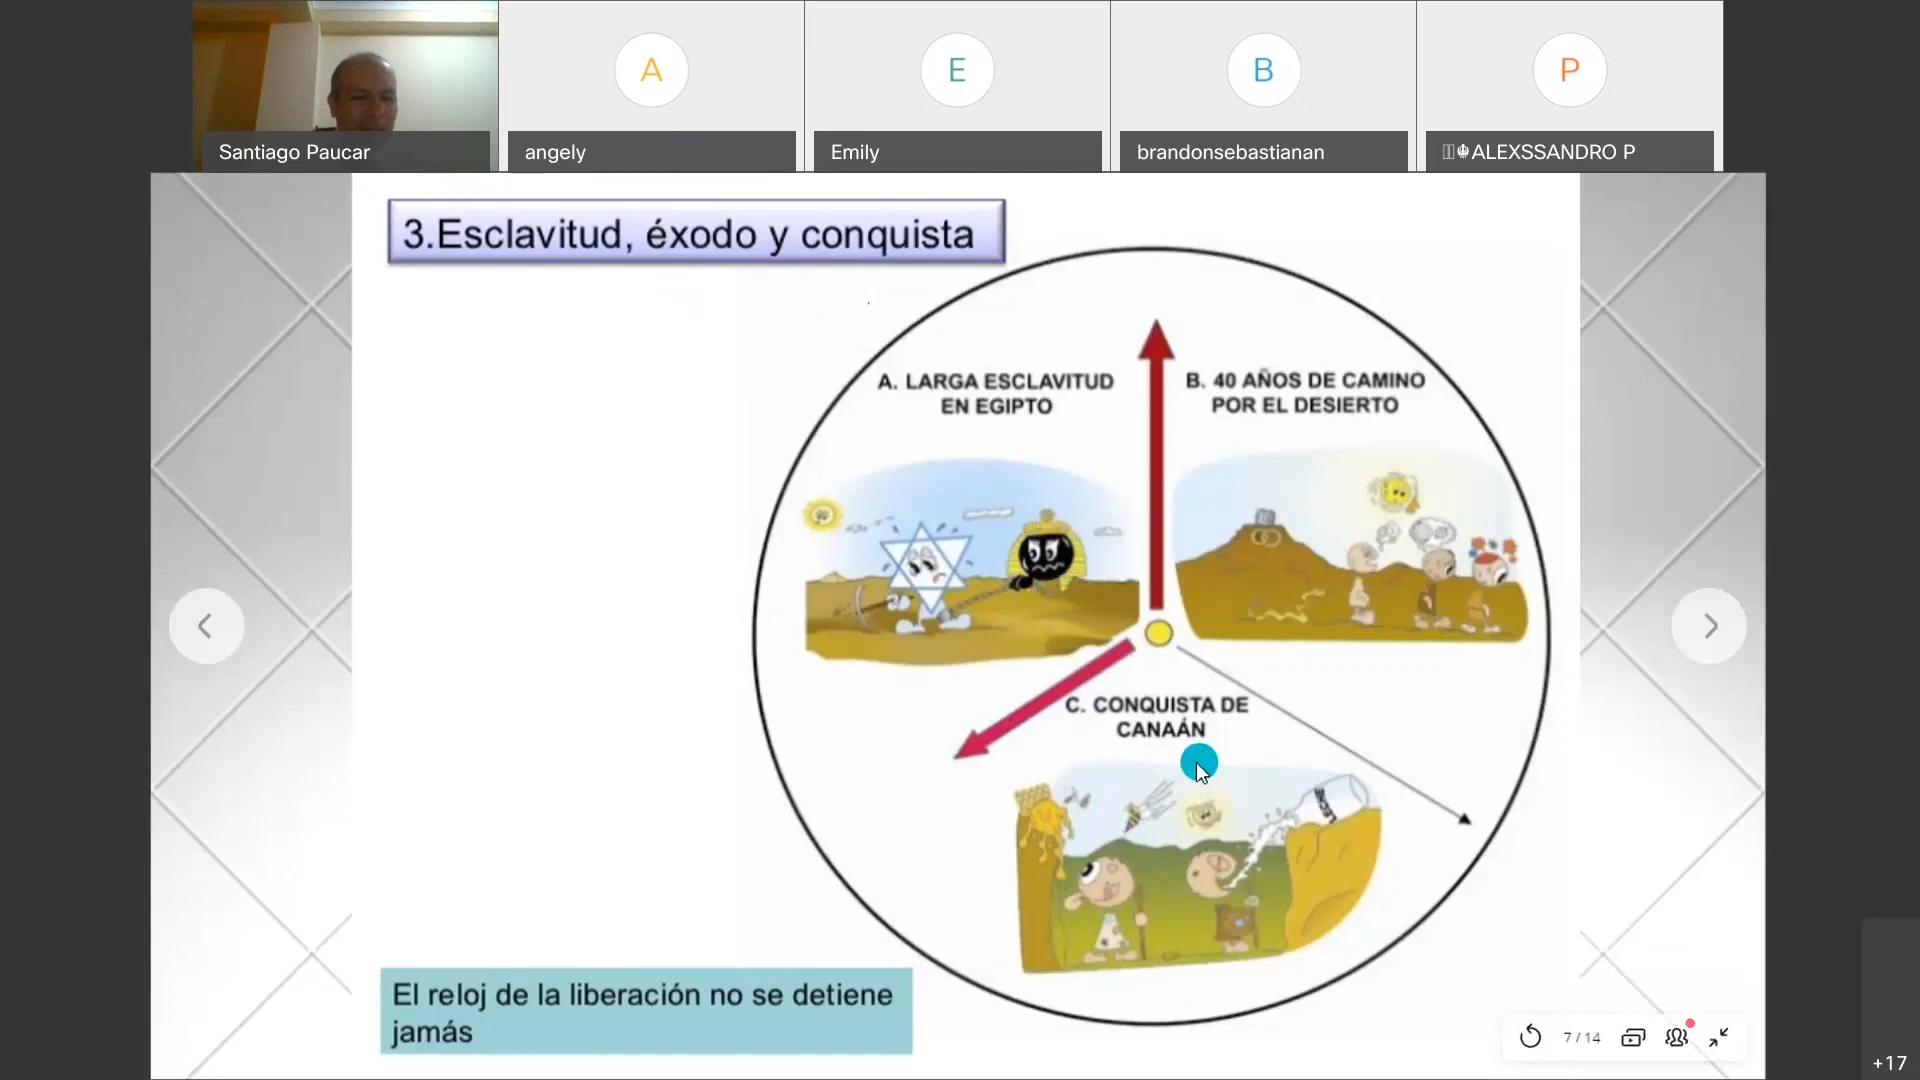 A
E
B
P
Santiago Paucar
angely
Emily
brandonsebastianan
ALEXSSANDRO P
3.Esclavitud, éxodo y conquista
A. LARGA ESCLAVITUD
EN EGIPTO
B. 40 AÑOS DE CAMINO
POR EL DESIERTO
C. CONQUISTA DE
CANAÁN
LECHE
El reloj de la liberación no se detiene
jamás
7 / 14
+17